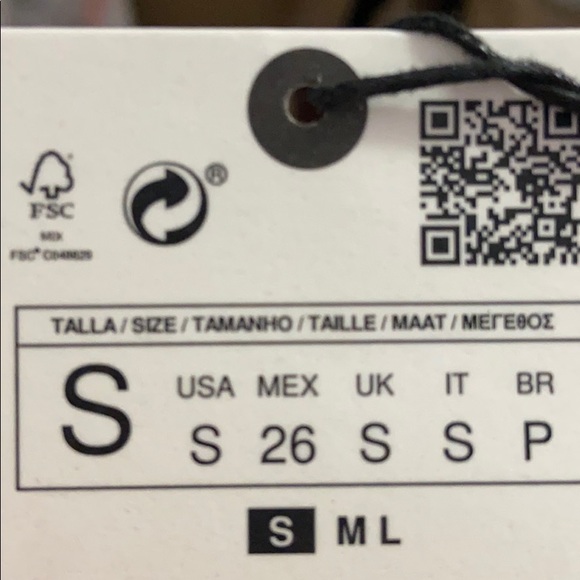 ®
FSC
MIX
TALLA / SIZE / TAMANHO / TAILLE / MAAT / ΜΕΓΕΘΟΣ
S
USA MEX UK IT BR
S 26 S S P
S M L